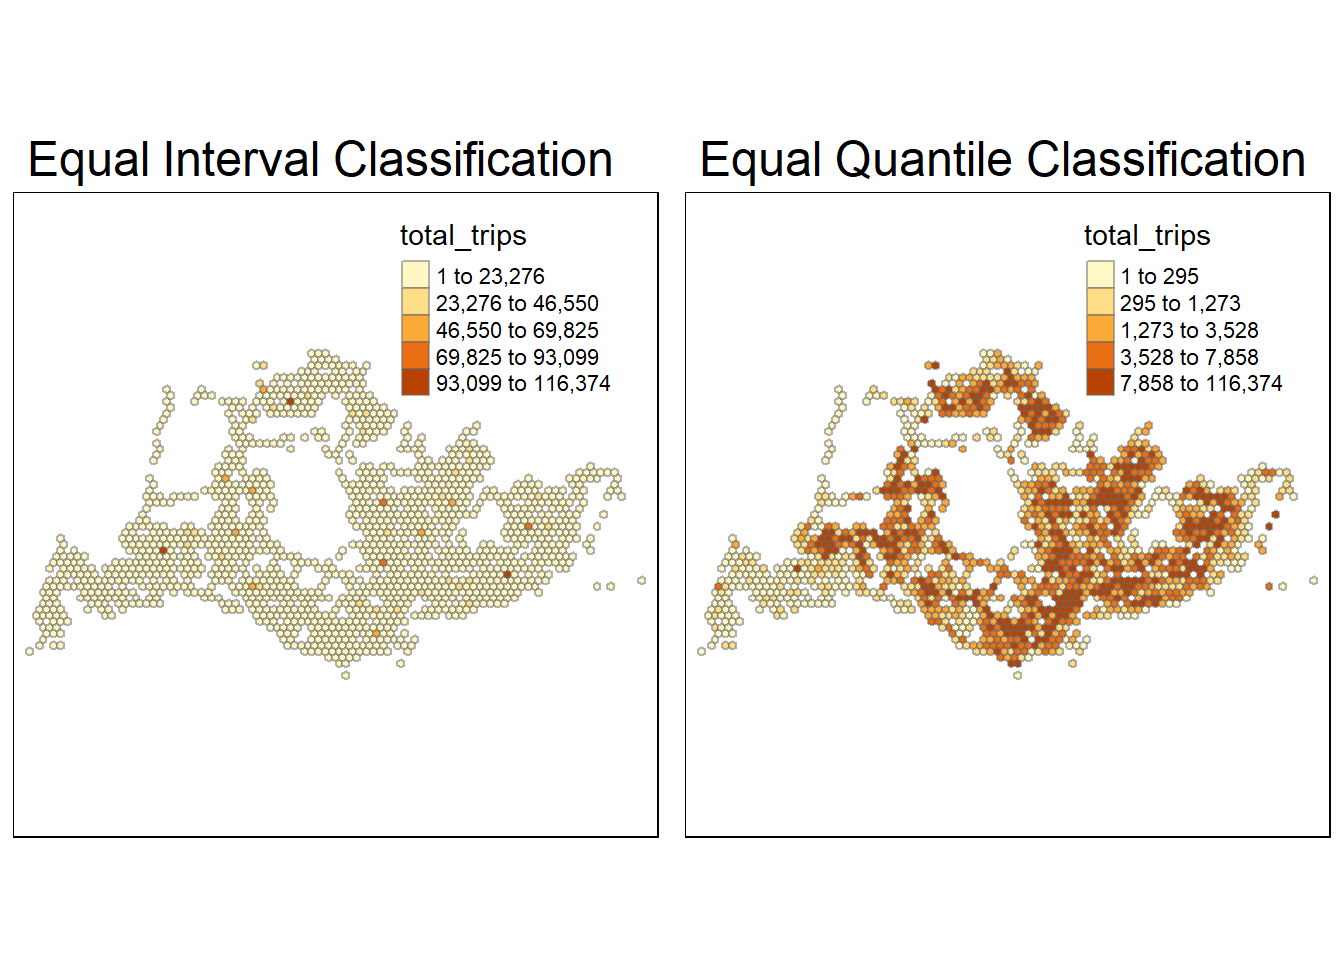 Equal Interval Classification
total_trips
1 to 23,276
23,276 to 46,550
46,550 to 69,825
69,825 to 93,099
93,099 to 116,374
Equal Quantile Classification
total_trips
1 to 295
295 to 1,273
1,273 to 3,528
3,528 to 7,858
7,858 to 116,374